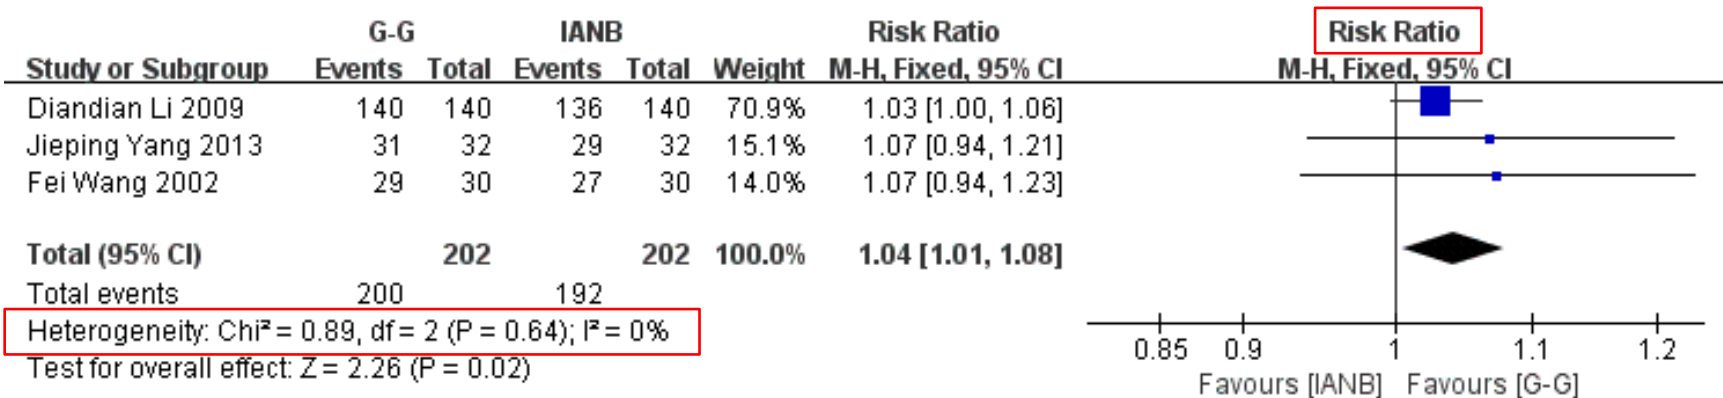 G-G IANB Risk Ratio Risk Ratio
Study or Subgroup Events Total Events Total Weight M-H, Fixed, 95% CI M-H, Fixed, 95% CI
Diandian Li 2009 140 140 136 140 70.9% 1.03 [1.00, 1.06]
Jieping Yang 2013 31 32 29 32 15.1% 1.07 [0.94, 1.21]
Fei Wang 2002 29 30 27 30 14.0% 1.07 [0.94, 1.23]
Total (95% CI) 202 202 100.0% 1.04 [1.01, 1.08]
Total events 200 192
Heterogeneity: Chi² = 0.89, df = 2 (P = 0.64); I² = 0%
Test for overall effect: Z = 2.26 (P = 0.02)
0.85 0.9 1 1.1 1.2
Favours [IANB] Favours [G-G]